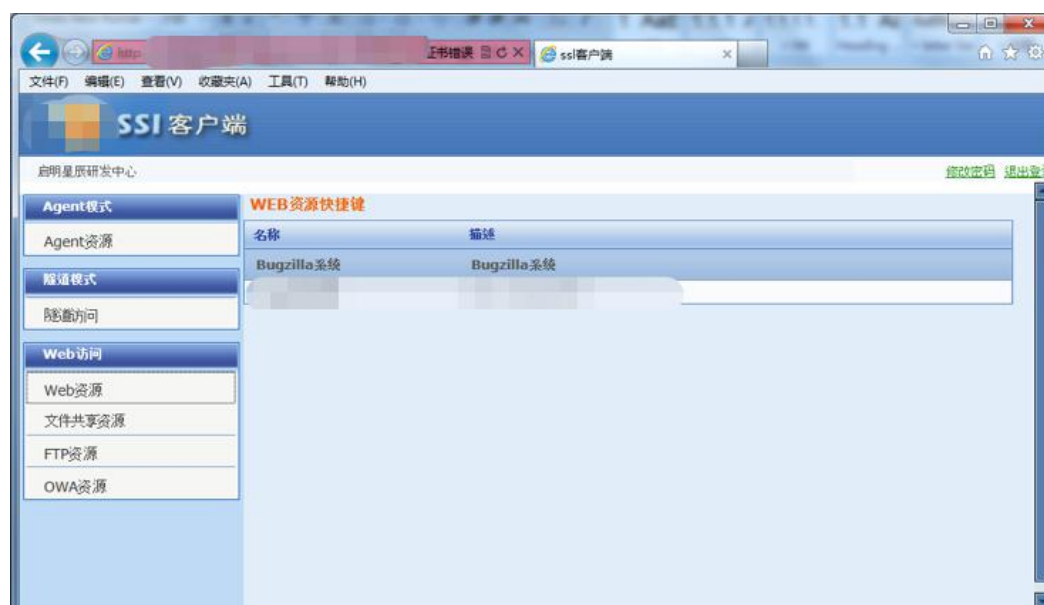 http
证书错误
ssl客户端
文件(F) 编辑(E) 查看(V) 收藏夹(A) 工具(T) 帮助(H)
SSl 客户端
启明星辰研发中心
修改密码 退出登
Agent模式
Agent资源
隧道模式
隧道访问
Web访问
Web资源
文件共享资源
FTP资源
OWA资源
WEB资源快捷键
名称 描述
Bugzilla系统 Bugzilla系统